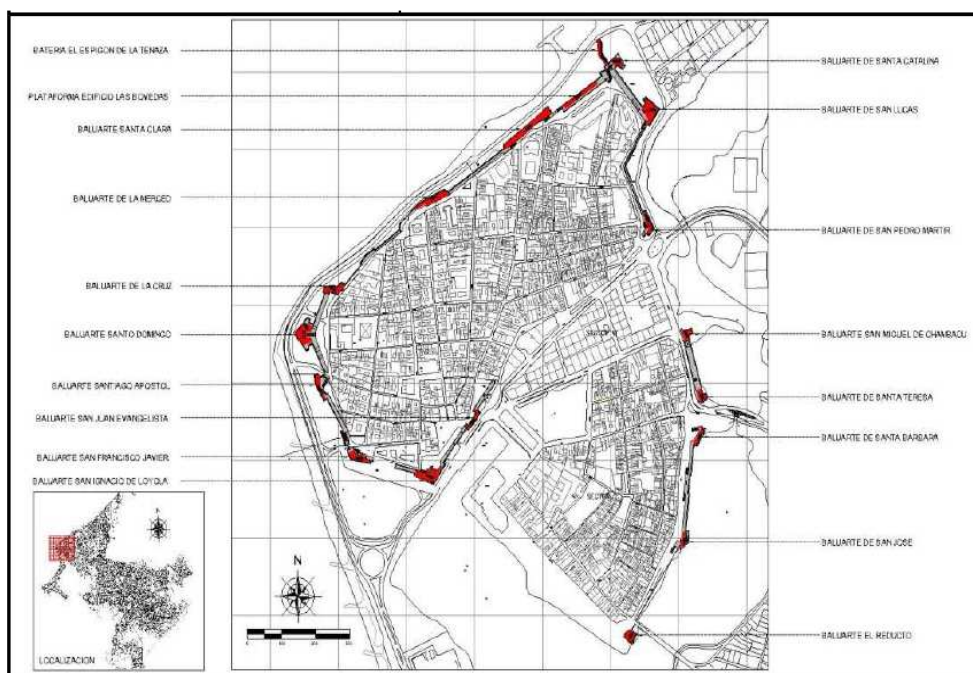 BATERIA EL ESPIGON DE LA TENAZA
PLATAFORMA EDIFICIO LAS BOVEDAS
BALUARTE SANTA CLARA
BALUARTE DE LA MERCED
BALUARTE DE LA CRUZ
BALUARTE SANTO DOMINGO
BALUARTE SANTIAGO APOSTOL
BALUARTE SAN JUAN EVANGELISTA
BALUARTE SAN FRANCISCO JAVIER
BALUARTE SAN IGNACIO DE LOYOLA
BALUARTE DE SANTA CATALINA
BALUARTE DE SAN LUCAS
BALUARTE DE SAN PEDRO MARTIR
BALUARTE SAN MIGUEL DE CHAMBACU
BALUARTE DE SANTA TERESA
BALUARTE DE SANTA BARBARA
BALUARTE DE SAN JOSE
BALUARTE EL REDUCTO
N
LOCALIZACION